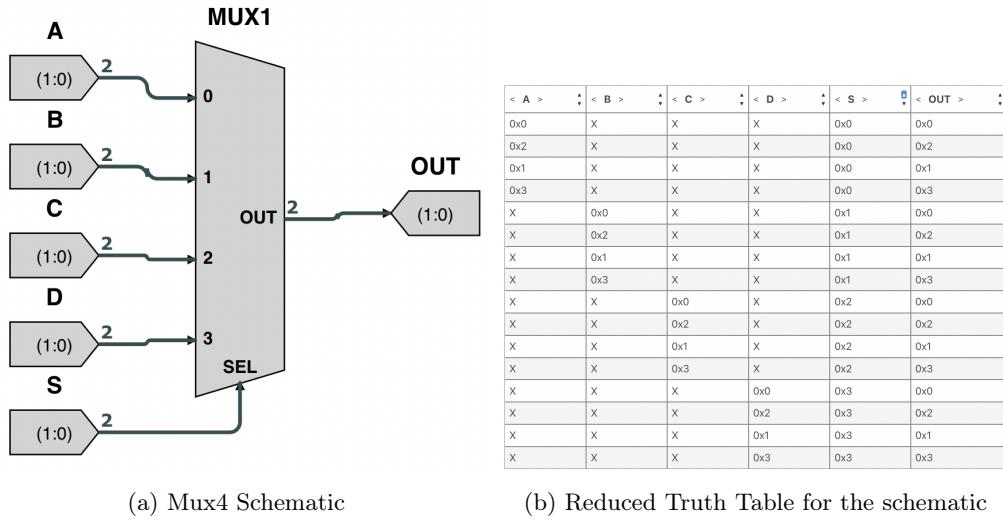 MUX1
A
(1:0)
2
0
B
(1:0)
2
1
C
(1:0)
2
2
D
(1:0)
2
3
S
(1:0)
2
SEL
OUT
2
OUT
(1:0)
(a) Mux4 Schematic
< A > < B > < C > < D > < S > < OUT >
0x0 X X X 0x0 0x0
0x2 X X X 0x0 0x2
0x1 X X X 0x0 0x1
0x3 X X X 0x0 0x3
X 0x0 X X 0x1 0x0
X 0x2 X X 0x1 0x2
X 0x1 X X 0x1 0x1
X 0x3 X X 0x1 0x3
X X 0x0 X 0x2 0x0
X X 0x2 X 0x2 0x2
X X 0x1 X 0x2 0x1
X X 0x3 X 0x2 0x3
X X X 0x0 0x3 0x0
X X X 0x2 0x3 0x2
X X X 0x1 0x3 0x1
X X X 0x3 0x3 0x3
(b) Reduced Truth Table for the schematic